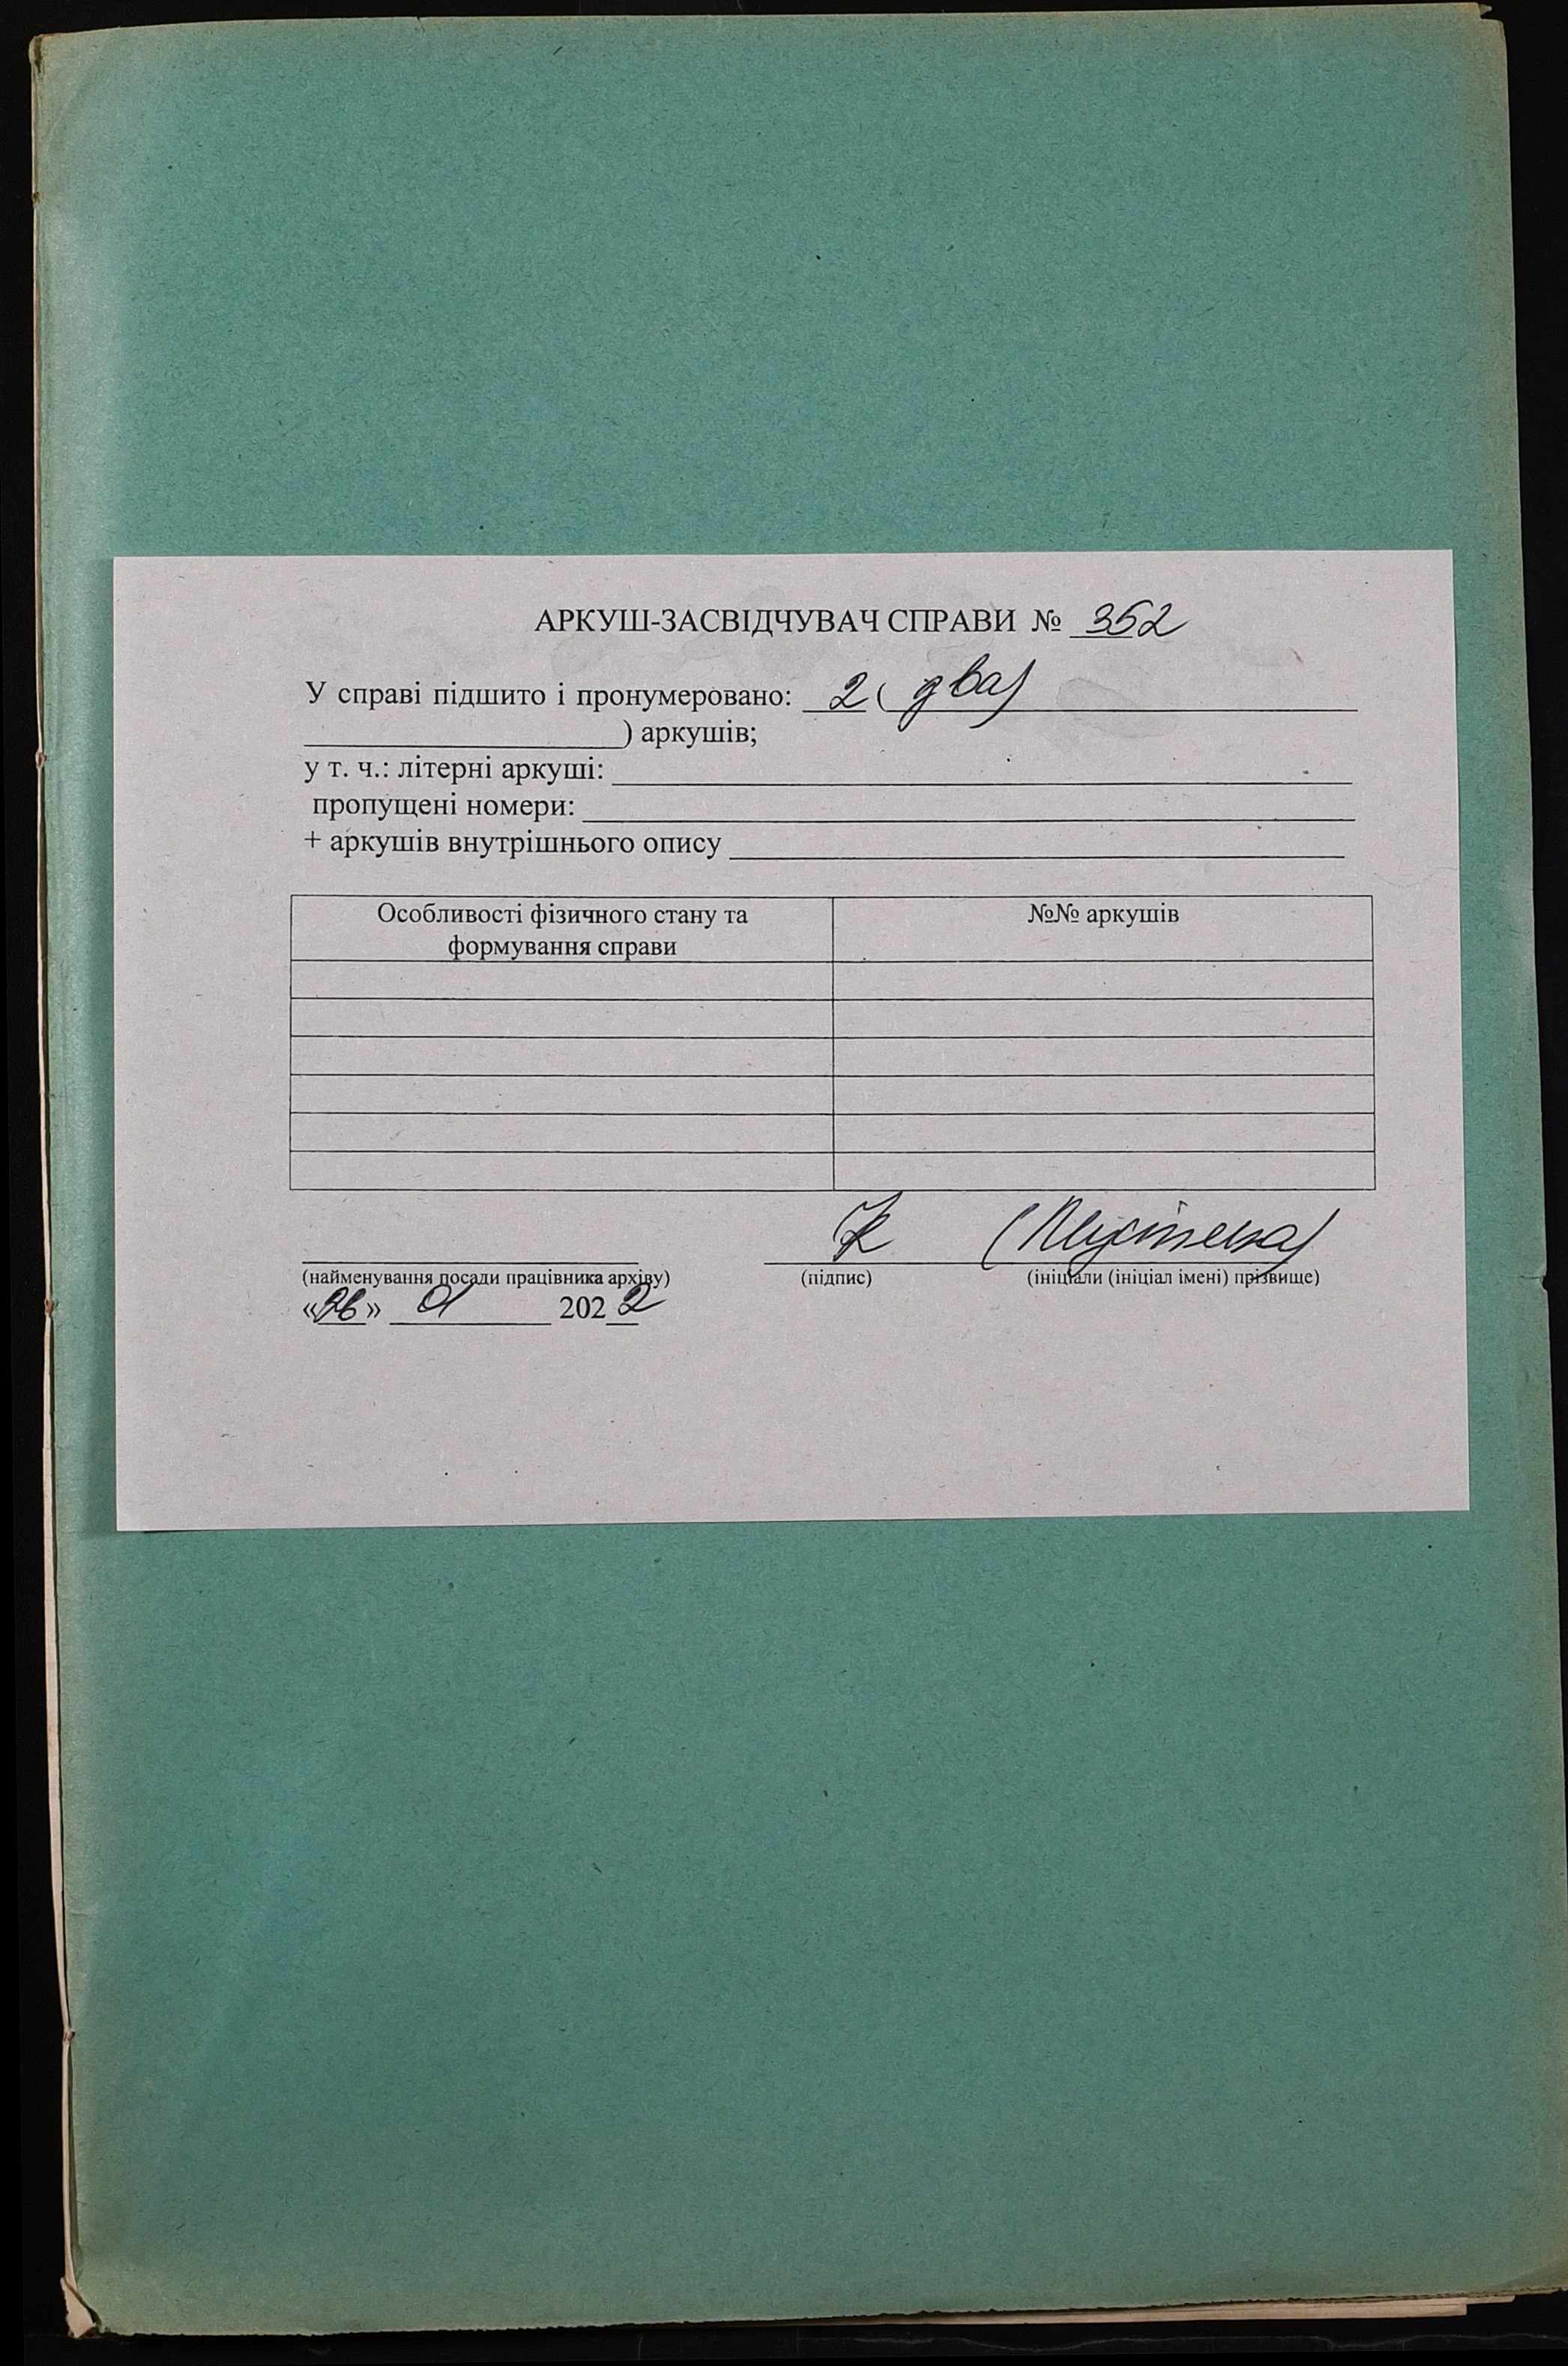 АРКУШ-ЗАСВІДЧУВАЧ СПРАВИ № 352
У справі підшито і пронумеровано: 2 ( два)
) аркушів;
у т. ч.: літерні аркуші:
пропущені номери:
+ аркушів внутрішнього опису
Особливості фізичного стану та №№ аркушів
формування справи
(найменування посади працівника архіву) (підпис) (ініціали (ініціал імені) прізвище)
«26» 01 2022